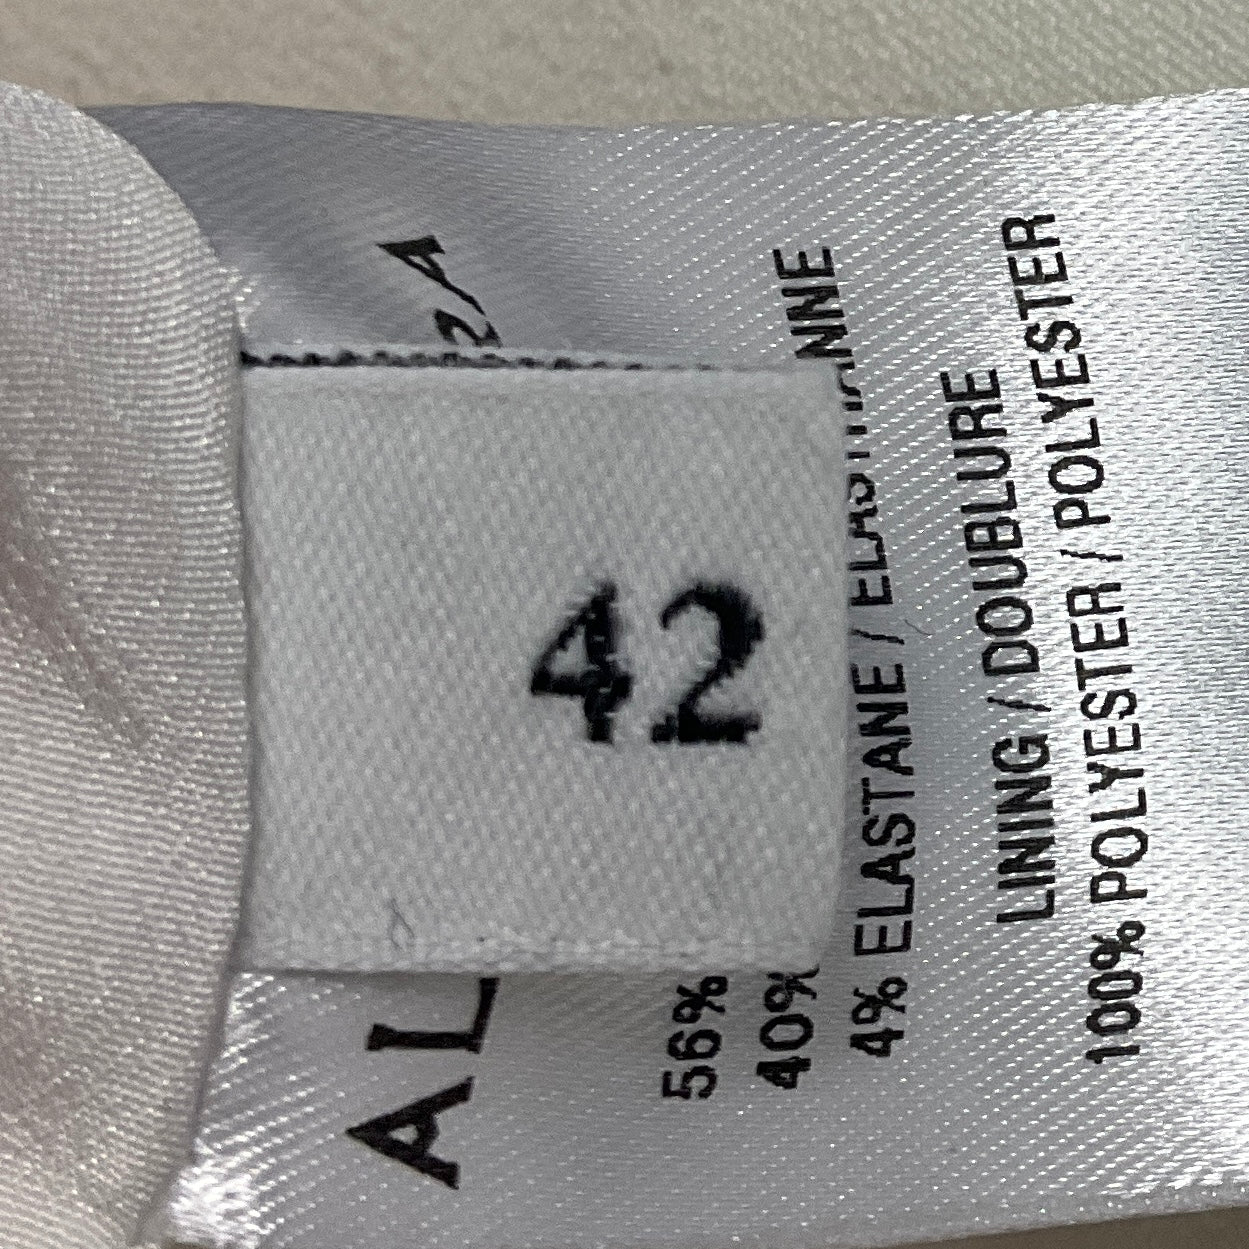 42
56%
40%
4% ELASTANE / ELASTHANNE
LINING / DOUBLURE
100% POLYESTER / POLYESTER